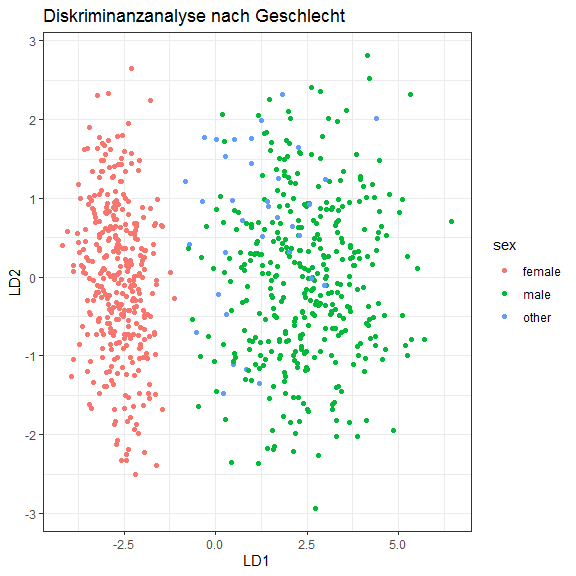 Diskriminanzanalyse nach Geschlecht
3
2
1
0
-1
-2
-3
LD2
-2.5
0.0
2.5
5.0
LD1
sex
female
male
other